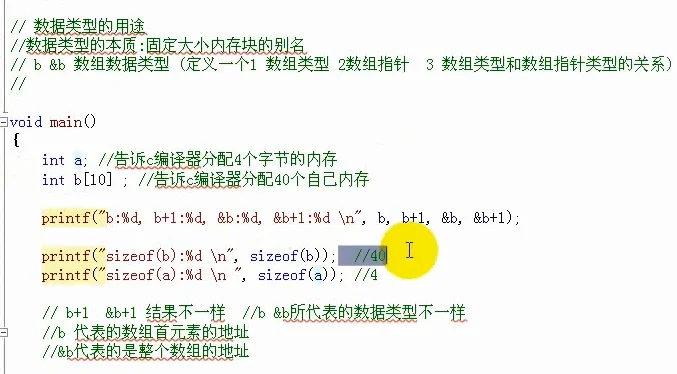 // 数据类型的用途
//数据类型的本质:固定大小内存块的别名
// b &b 数组数据类型 (定义一个1 数组类型 2数组指针 3 数组类型和数组指针类型的关系)
//
void main()
{
int a; //告诉c编译器分配4个字节的内存
int b[10] ; //告诉c编译器分配40个自己内存
printf("b:%d, b+1:%d, &b:%d, &b+1:%d \n", b, b+1, &b, &b+1);
printf("sizeof(b):%d \n", sizeof(b)); //40
printf("sizeof(a):%d \n ", sizeof(a)); //4
// b+1 &b+1 结果不一样 //b &b所代表的数据类型不一样
//b 代表的数组首元素的地址
//&b代表的是整个数组的地址